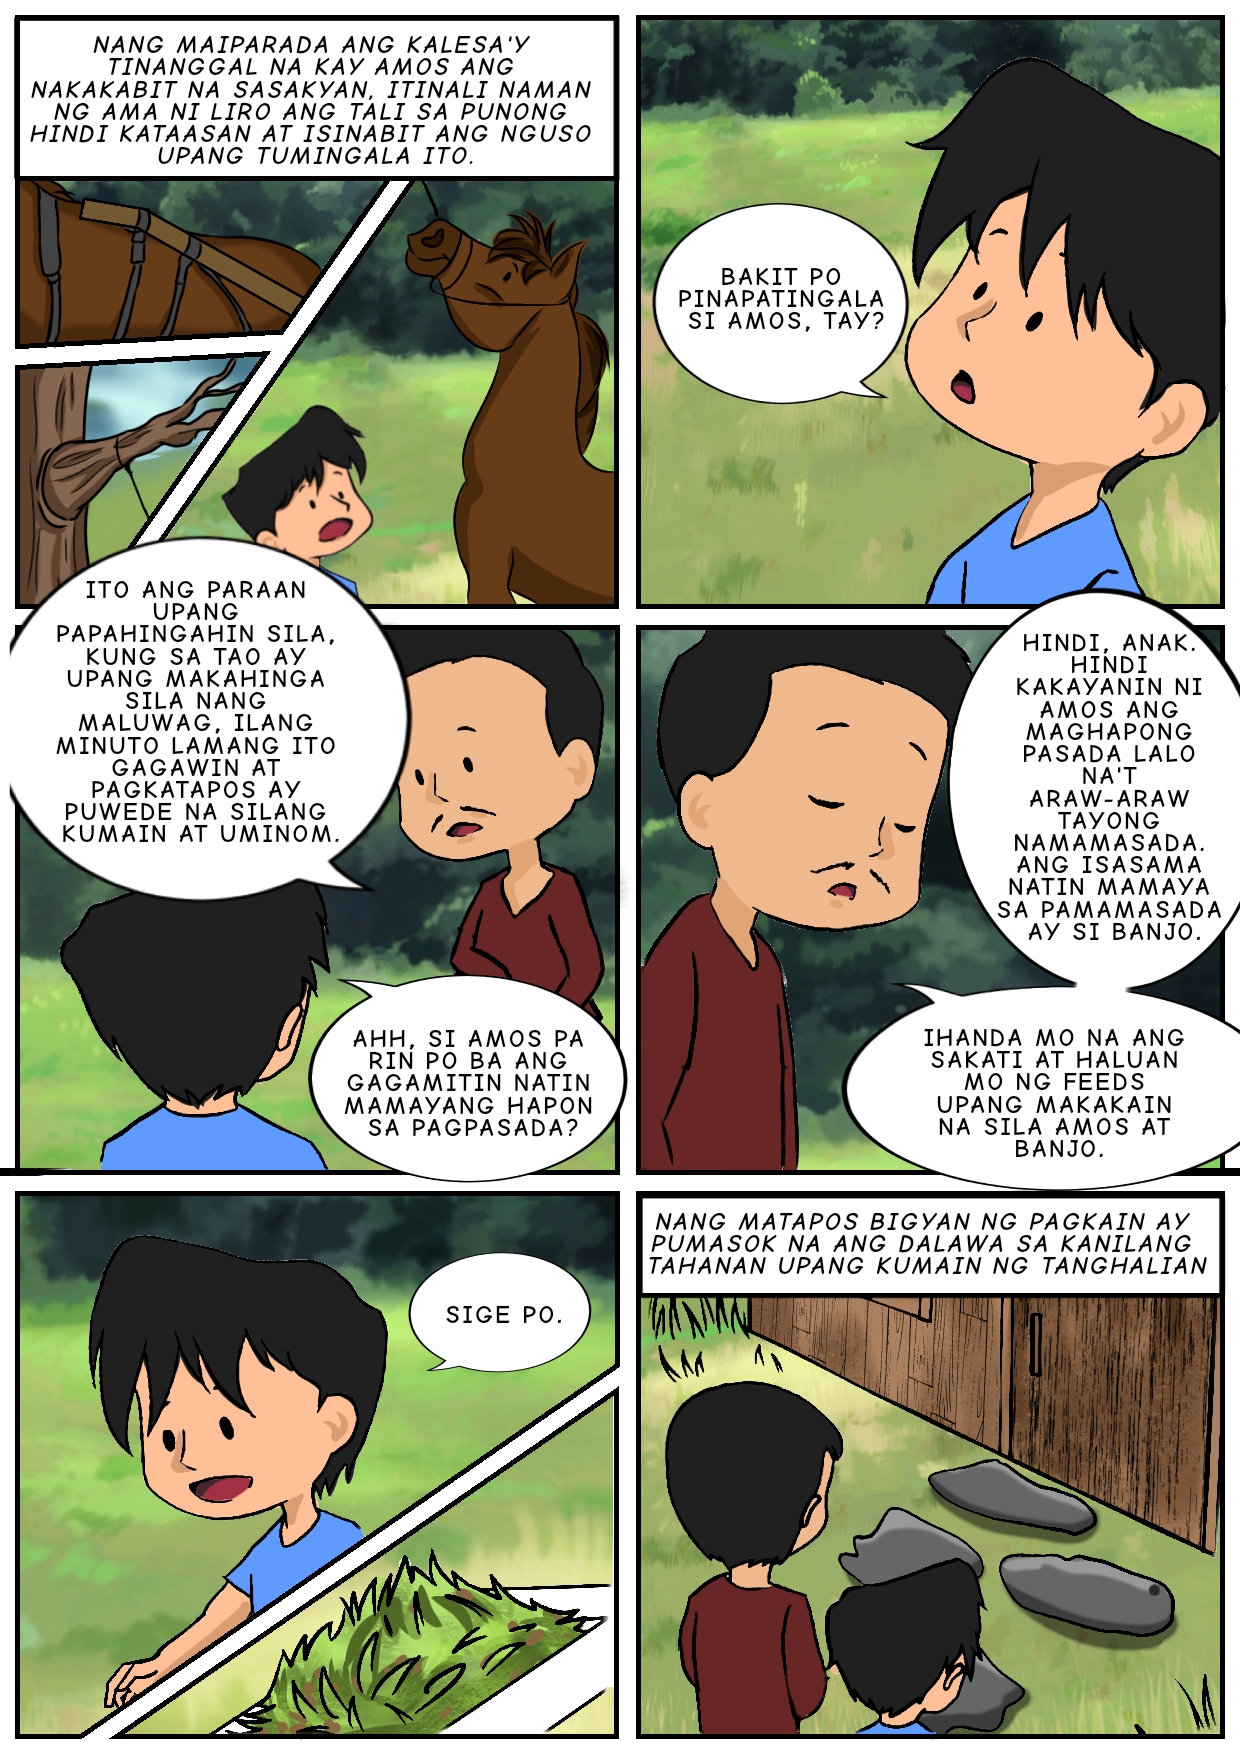 NANG MAIPARADA ANG KALESA'Y
TINANGGAL NA KAY AMOS ANG
NAKAKABIT NA SASAKYAN, ITINALI NAMAN
NG AMA NI LIRO ANG TALI SA PUNONG
HINDI KATAASAN AT ISINABIT ANG NGUSO
UPANG TUMINGALA ITO.
BAKIT PO
PINAPATINGALA
SI AMOS, TAY?
ITO ANG PARAAN
UPANG
PAPAHINGAHIN SILA,
KUNG SA TAO AY
UPANG MAKAHINGA
SILA NANG
MALUWAG, ILANG
MINUTO LAMANG ITO
GAGAWIN AT
PAGKATAPOS AY
PUWEDE NA SILANG
KUMAIN AT UMINOM.
AHH, SI AMOS PA
RIN PO BA ANG
GAGAMITIN NATIN
MAMAYANG HAPON
SA PAGPASADA?
HINDI, ANAK.
HINDI
KAKAYANIN NI
AMOS ANG
MAGHAPONG
PASADA LALO
NA'T
ARAW-ARAW
TAYONG
NAMAMASADA.
ANG ISASAMA
NATIN MAMAYA
SA PAMAMASADA
AY SI BANJO.
IHANDA MO NA ANG
SAKATI AT HALUAN
MO NG FEEDS
UPANG MAKAKAIN
NA SILA AMOS AT
BANJO.
SIGE PO.
NANG MATAPOS BIGYAN NG PAGKAIN AY
PUMASOK NA ANG DALAWA SA KANILANG
TAHANAN UPANG KUMAIN NG TANGHALIAN